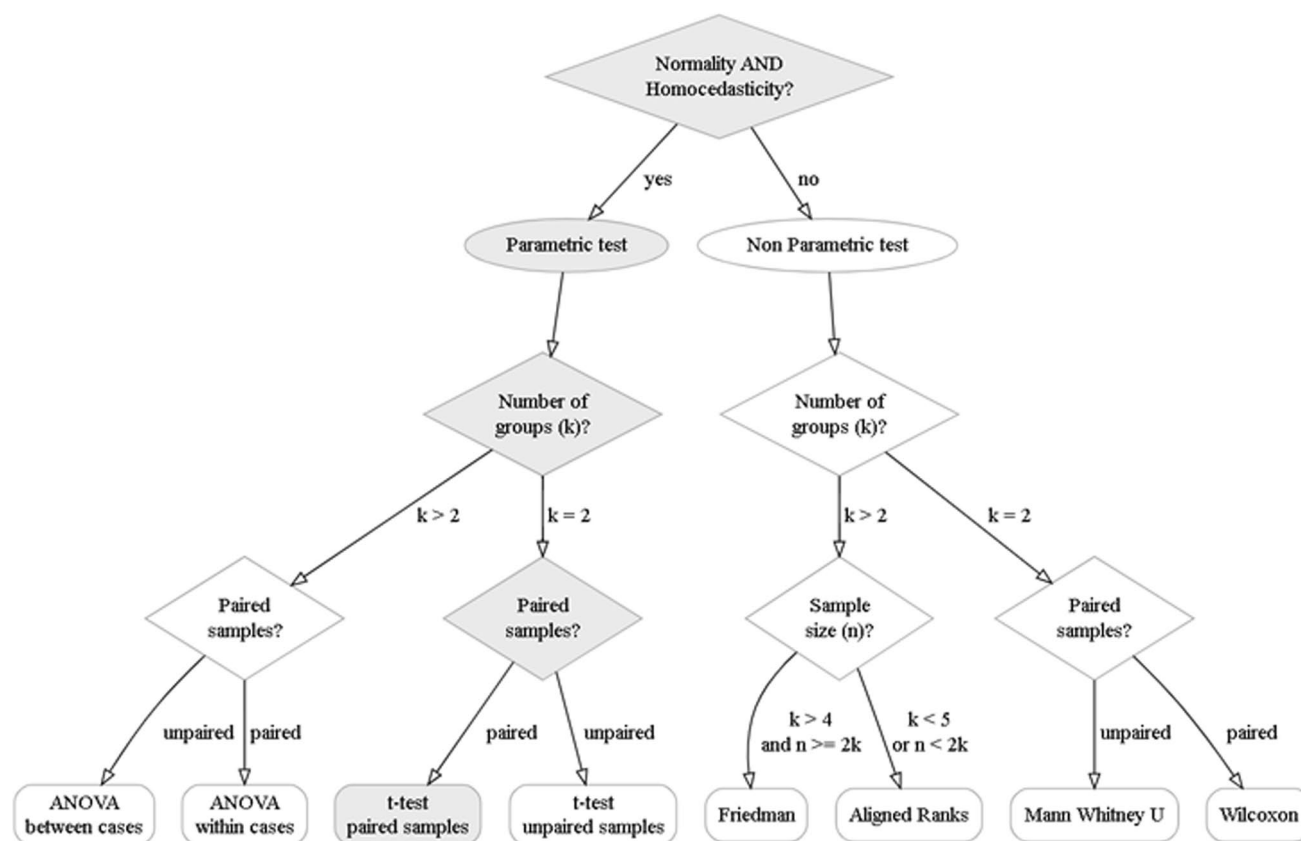 Normality AND
Homocedasticity?
yes
no
Parametric test
Non Parametric test
Number of
groups (k)?
Number of
groups (k)?
k > 2
k = 2
k > 2
k = 2
Paired
samples?
Paired
samples?
Sample
size (n)?
Paired
samples?
unpaired
paired
paired
unpaired
k > 4
and n >= 2k
k < 5
or n < 2k
unpaired
paired
ANOVA
between cases
ANOVA
within cases
t-test
paired samples
t-test
unpaired samples
Friedman
Aligned Ranks
Mann Whitney U
Wilcoxon